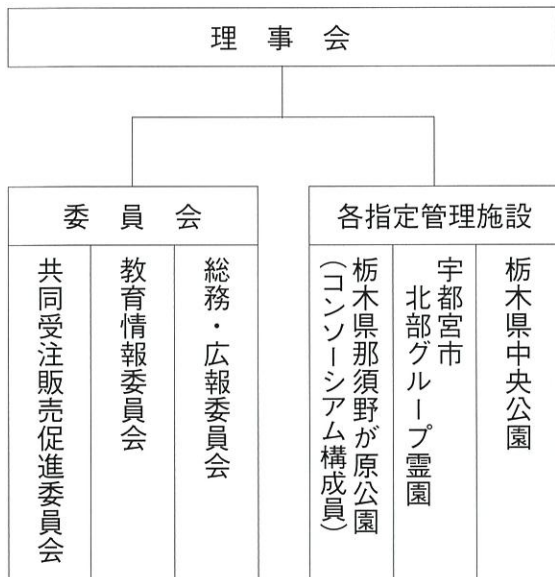 理事会
委員会
総務・広報委員会
教育情報委員会
共同受注販売促進委員会
各指定管理施設
栃木県中央公園
宇都宮市
北部グループ霊園
栃木県那須野が原公園
(コンソーシアム構成員)